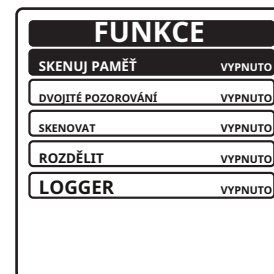 FUNKCE
SKENUJ PAMĚŤ VYPNUTO
DVOJITÉ POZOROVÁNÍ VYPNUTO
SKENOVAT VYPNUTO
ROZDĚLIT VYPNUTO
LOGGER VYPNUTO